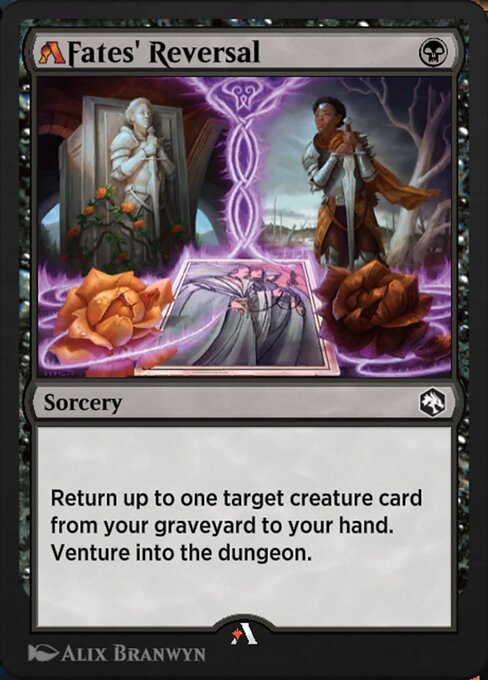 Fates' Reversal
Sorcery
Return up to one target creature card
from your graveyard to your hand.
Venture into the dungeon.
Alix Branwyn